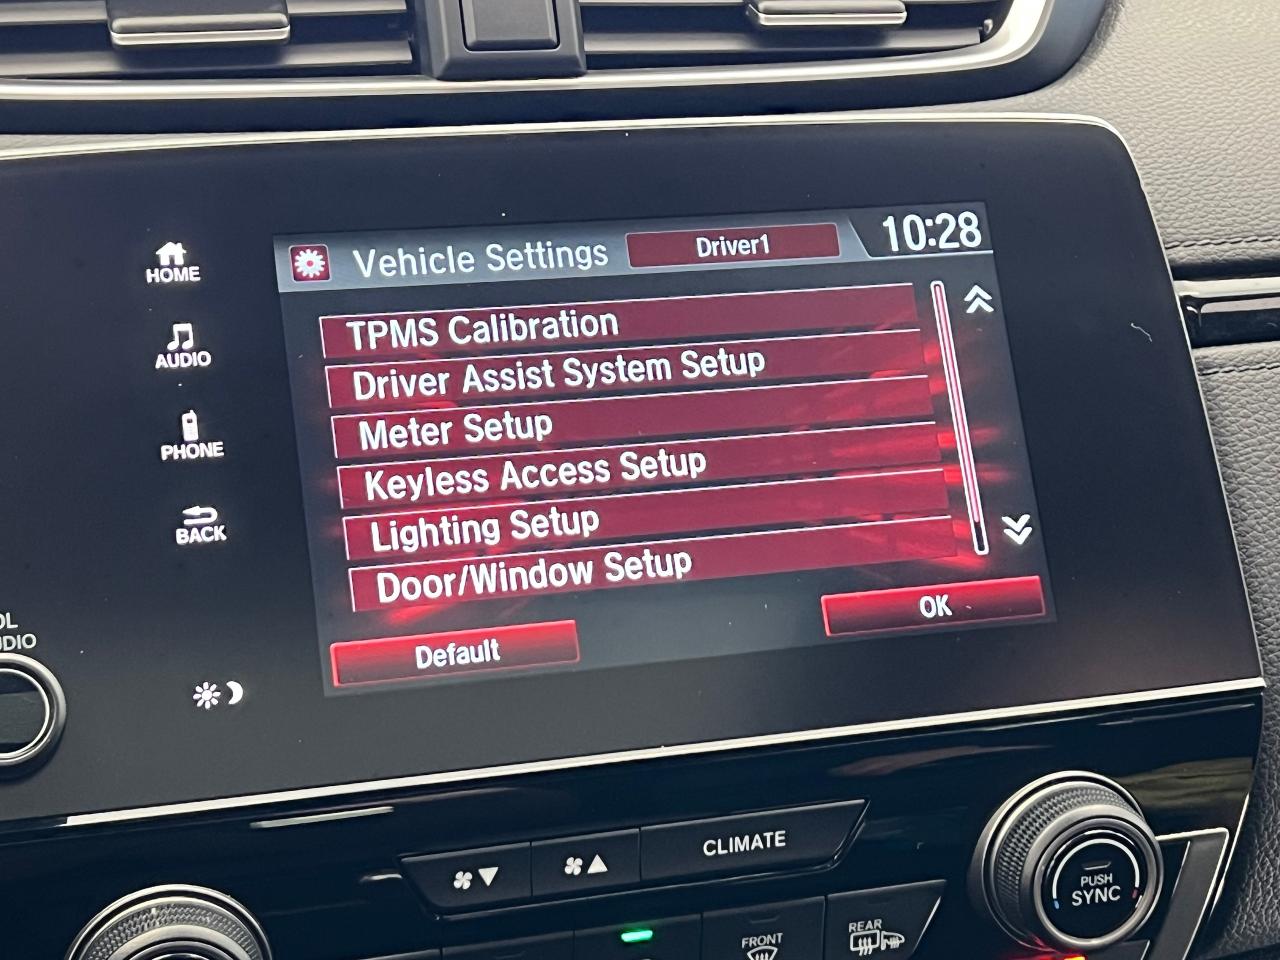 Vehicle Settings
Driver1
10:28
HOME
AUDIO
PHONE
BACK
TPMS Calibration
Driver Assist System Setup
Meter Setup
Keyless Access Setup
Lighting Setup
Door/Window Setup
Default
OK
CLIMATE
PUSH
SYNC
FRONT
REAR